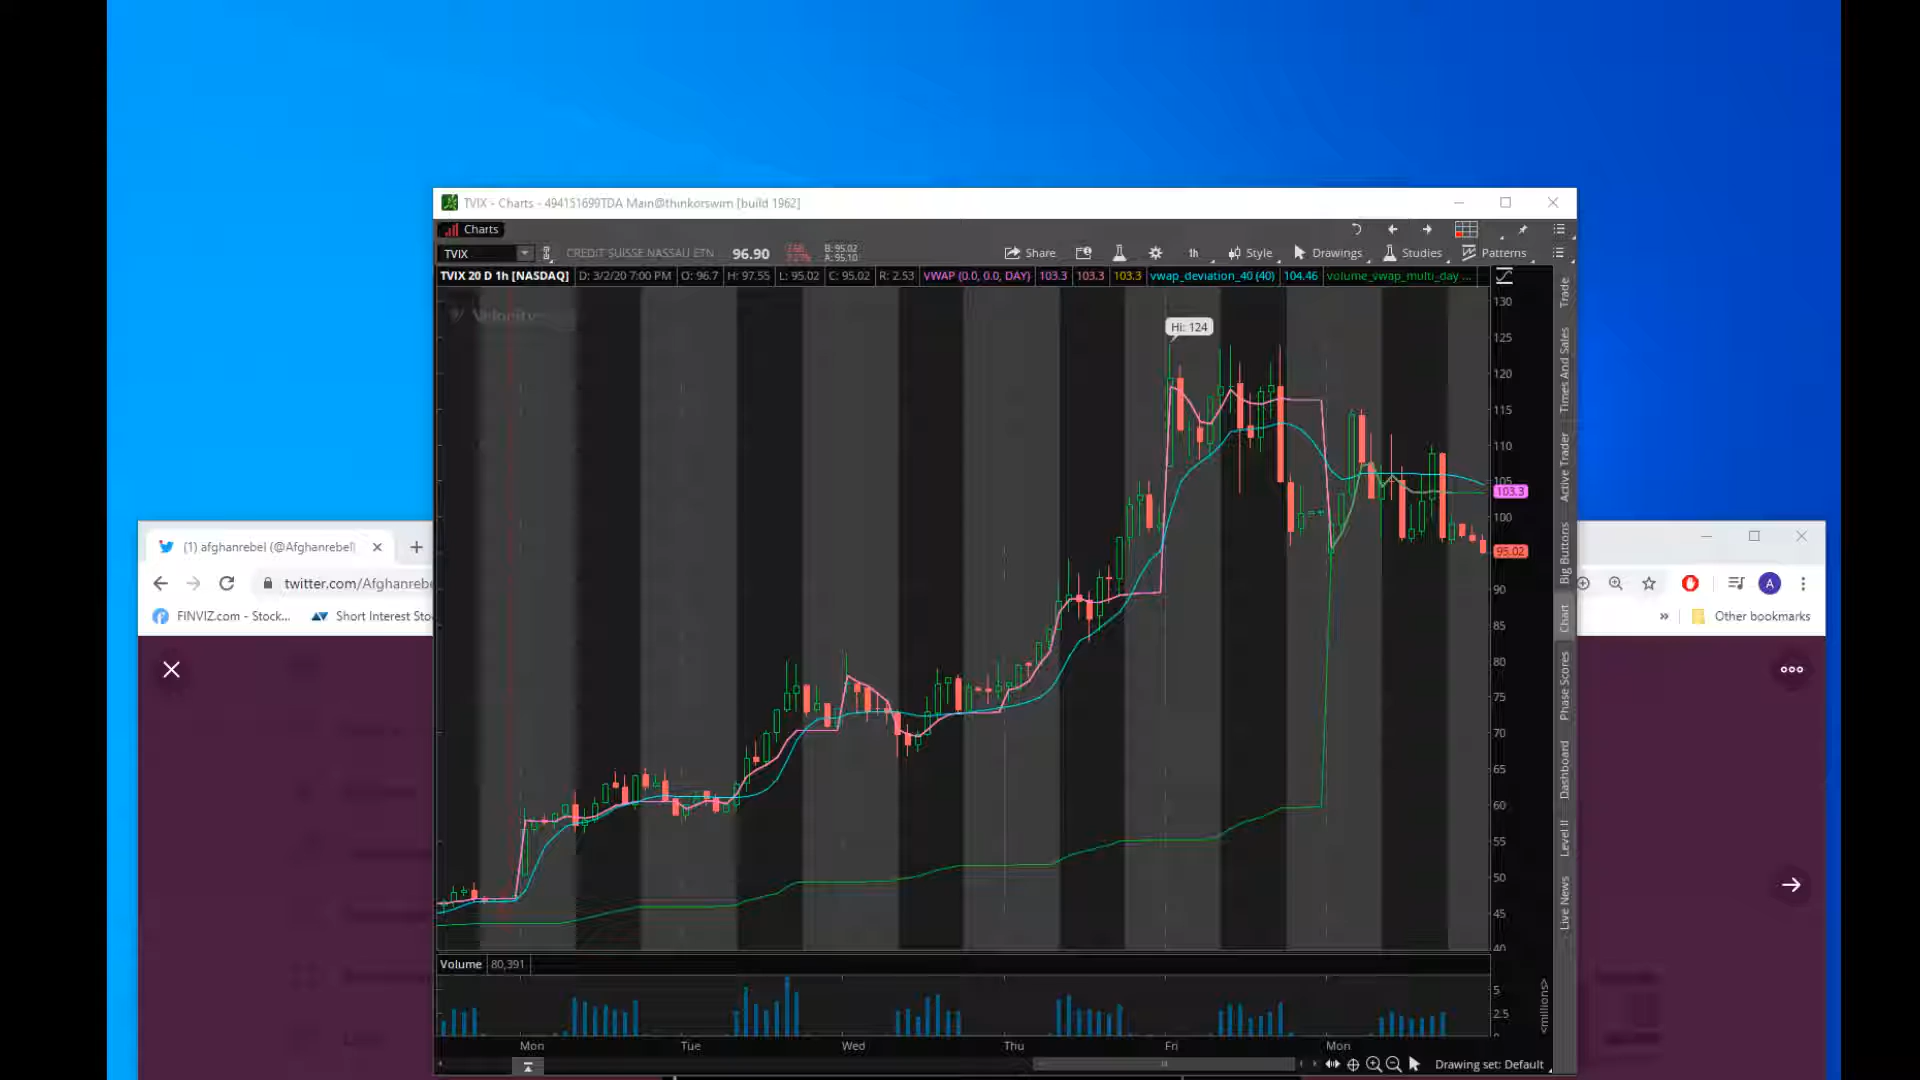 TVIX - Charts - 494151699TDA Main@thinkorswim [build 1962]
Charts
TVIX CREDIT SUISSE NASSAU ETN 96.90 B: 95.02 A: 95.10 Share 1h Style Drawings Studies Patterns
TVIX 20 D 1h [NASDAQ] D: 3/2/20 7:00 PM O: 96.7 H: 97.55 L: 95.02 C: 95.02 R: 2.53 VWAP (0.0, 0.0, DAY) 103.3 103.3 103.3 vwap_deviation_40 (40) 104.46 volume_vwap_multi_day ...
Velocity
Hi: 124
130
125
120
115
110
105
103.3
100
95.02
90
85
80
75
70
65
60
55
50
45
40
Trade
Times And Sales
Active Trader
Big Buttons
Chart
Phase Scores
Dashboard
Level II
Live News
Volume 80,391
5
2.5
<millions>
Mon Tue Wed Thu Fri Mon
Drawing set: Default
(1) afghanrebel (@Afghanrebel)
twitter.com/Afghanrebe
A
FINVIZ.com - Stock... Short Interest Sto
» Other bookmarks